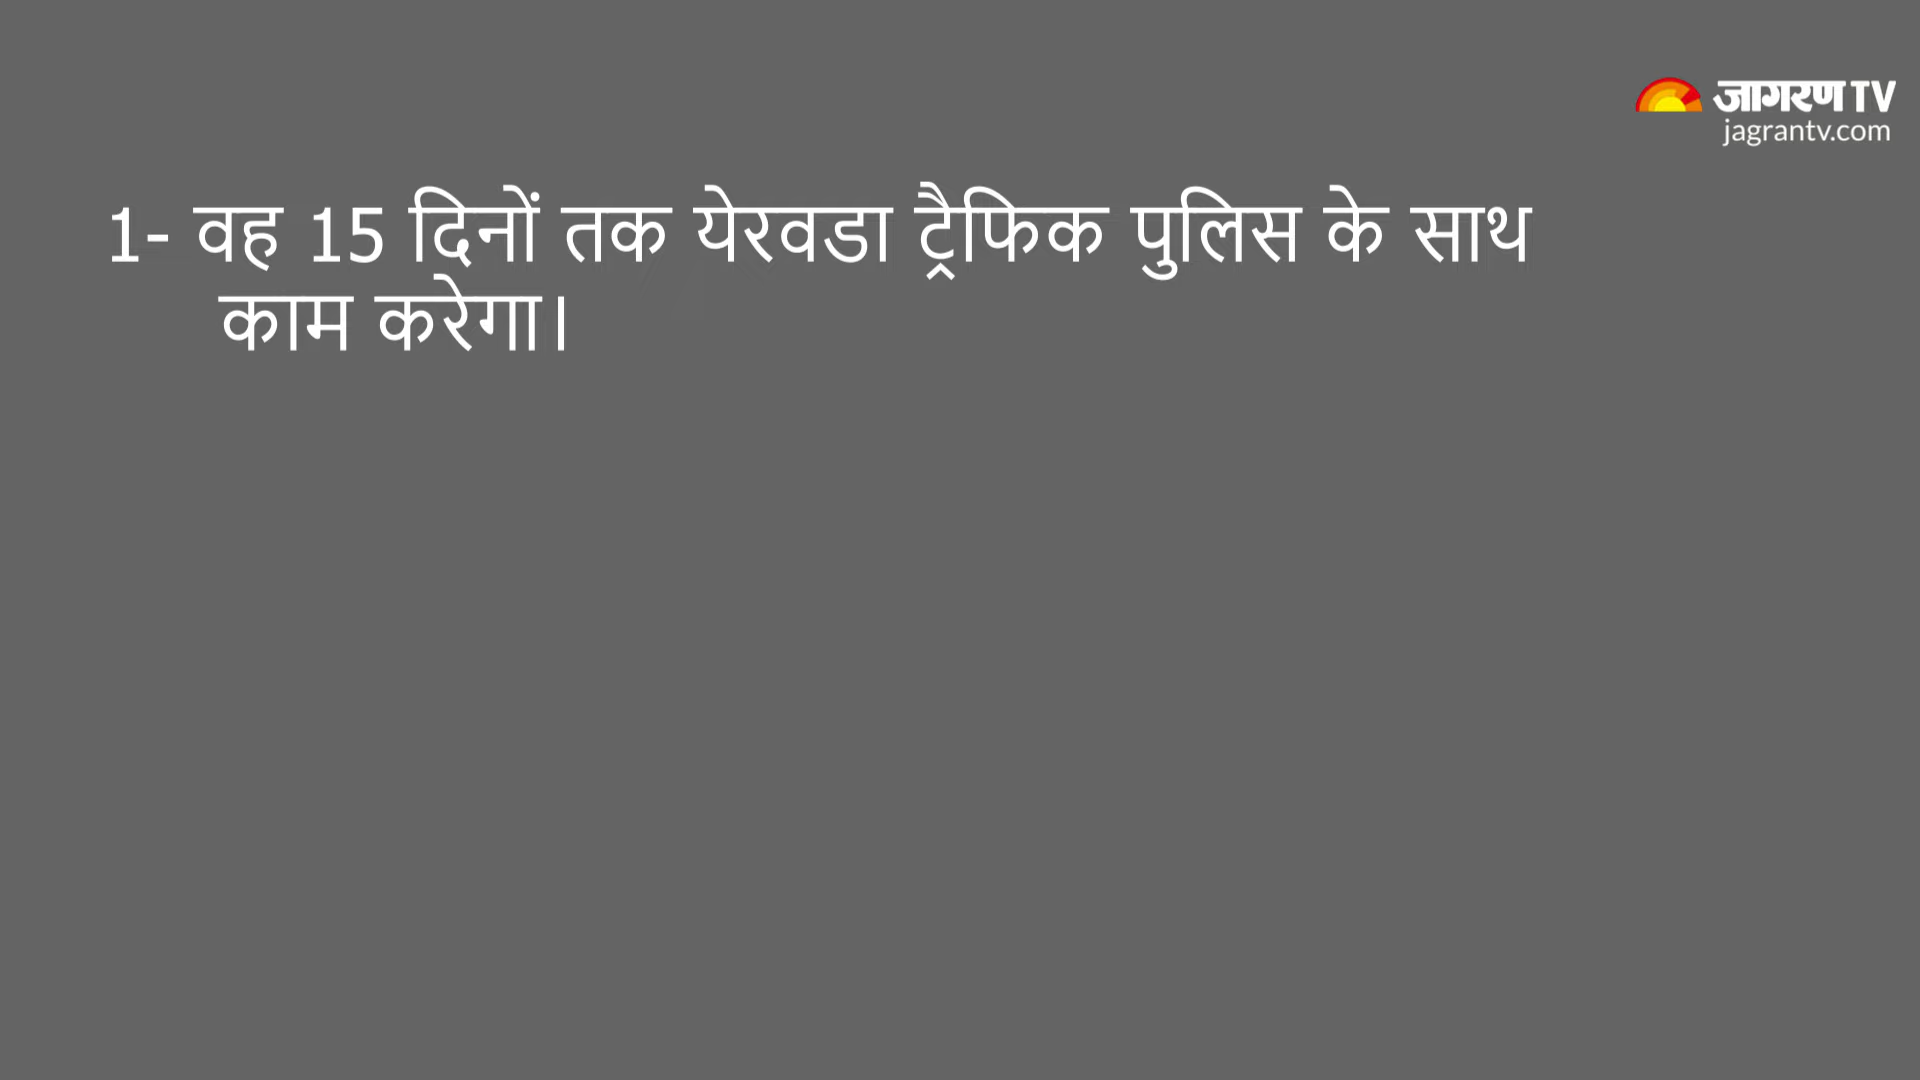 जागरण TV
jagrantv.com
1- वह 15 दिनों तक येरवडा ट्रैफिक पुलिस के साथ
काम करेगा।